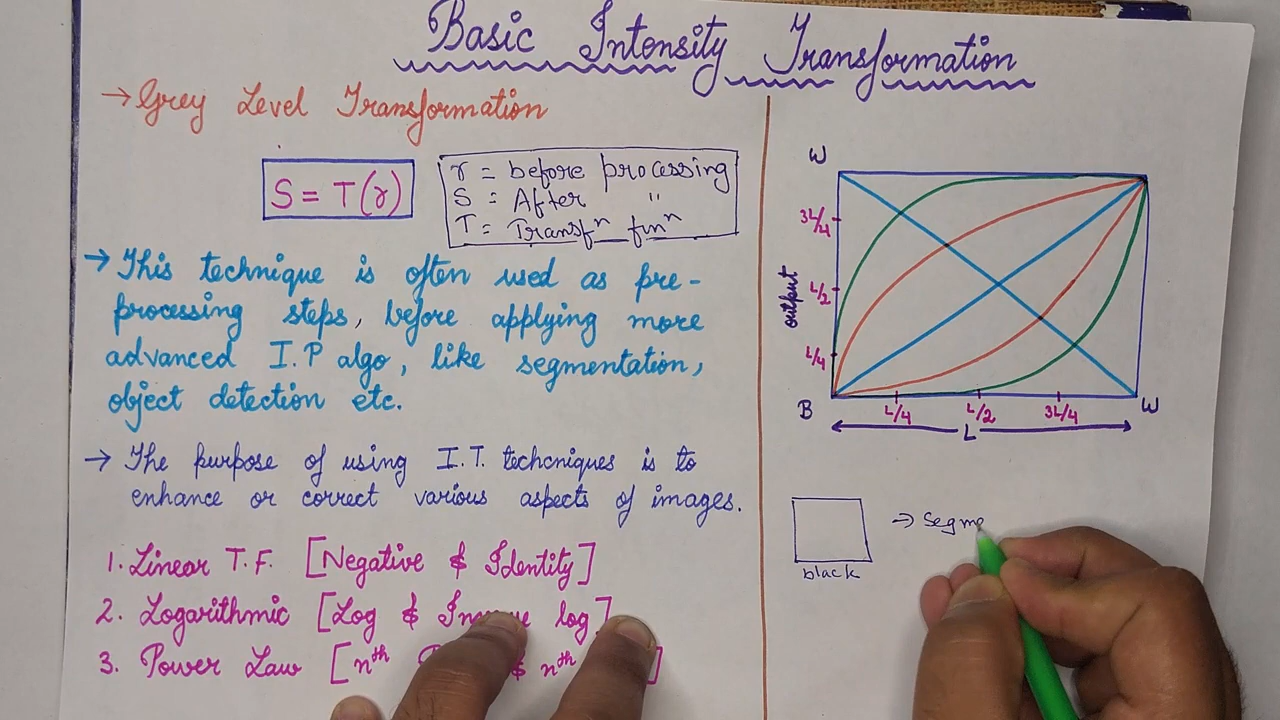 Basic Intensity Transformation
→ Grey Level Transformation
S = T(r)
r = before processing
S = After "
T = Transfⁿ funⁿ
→ This technique is often used as pre-
processing steps, before applying more
advanced I.P algo, like segmentation,
object detection etc.
→ The purpose of using I.T. techcniques is to
enhance or correct various aspects of images.
1. Linear T.F. [Negative & Identity]
2. Logarithmic [Log & log]
3. Power Law [nᵗʰ & nᵗʰ ]
W
3L/4
L/2
L/4
output
B
L/4 L/2 3L/4
W
L
black
→ Segme